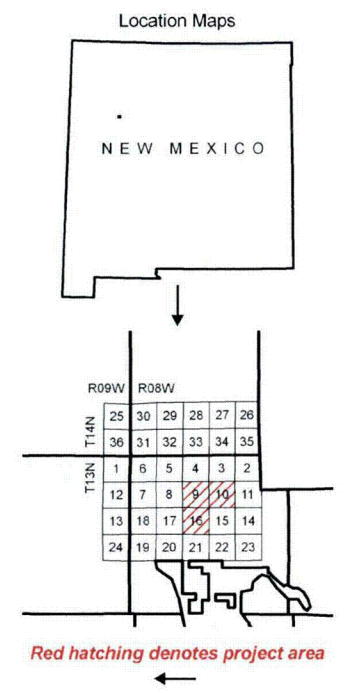 Location Maps
NEW MEXICO
R09W R08W
T14N
25 30 29 28 27 26
36 31 32 33 34 35
T13N
1 6 5 4 3 2
12 7 8 9 10 11
13 18 17 16 15 14
24 19 20 21 22 23
Red hatching denotes project area